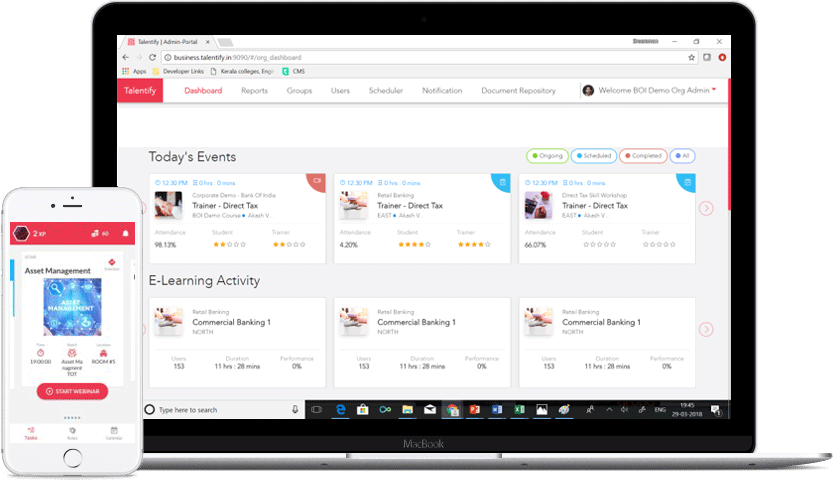 Talentify | Admin-Portal
business.talentify.in:9090/#/org_dashboard
Apps Developer Links Kerala colleges, Engi CMS
Talentify Dashboard Reports Groups Users Scheduler Notification Document Repository Welcome BOI Demo Org Admin
Today's Events Ongoing Scheduled Completed All
12:30 PM 0 hrs : 0 mins
Corporate Demo - Bank Of India
Trainer - Direct Tax
BOI Damin Course Akash V.
Attendance Student Trainer
98.13%
12:30 PM 0 hrs : 0 mins
Retail Banking
Trainer - Direct Tax
EAST Akash V.
Attendance Student Trainer
4.20%
12:30 PM 0 hrs : 0 mins
Direct Tax Skill Workshop
Trainer - Direct Tax
EAST Akash V.
Attendance Student Trainer
66.07%
E-Learning Activity
Retail Banking
Commercial Banking 1
NORTH
Users Duration Performance
153 11 hrs : 28 mins 0%
Retail Banking
Commercial Banking 1
NORTH
Users Duration Performance
153 11 hrs : 28 mins 0%
Retail Banking
Commercial Banking 1
NORTH
Users Duration Performance
153 11 hrs : 28 mins 0%
Type here to search
ENG
19:45
29-03-2018
MacBook
2 XP 60
Asset Management
ASSET
MANAGEMENT
19:00:00
Asset Ma
nagment
TOT
ROOM #5
START WEBINAR
Tasks Roles Calendar